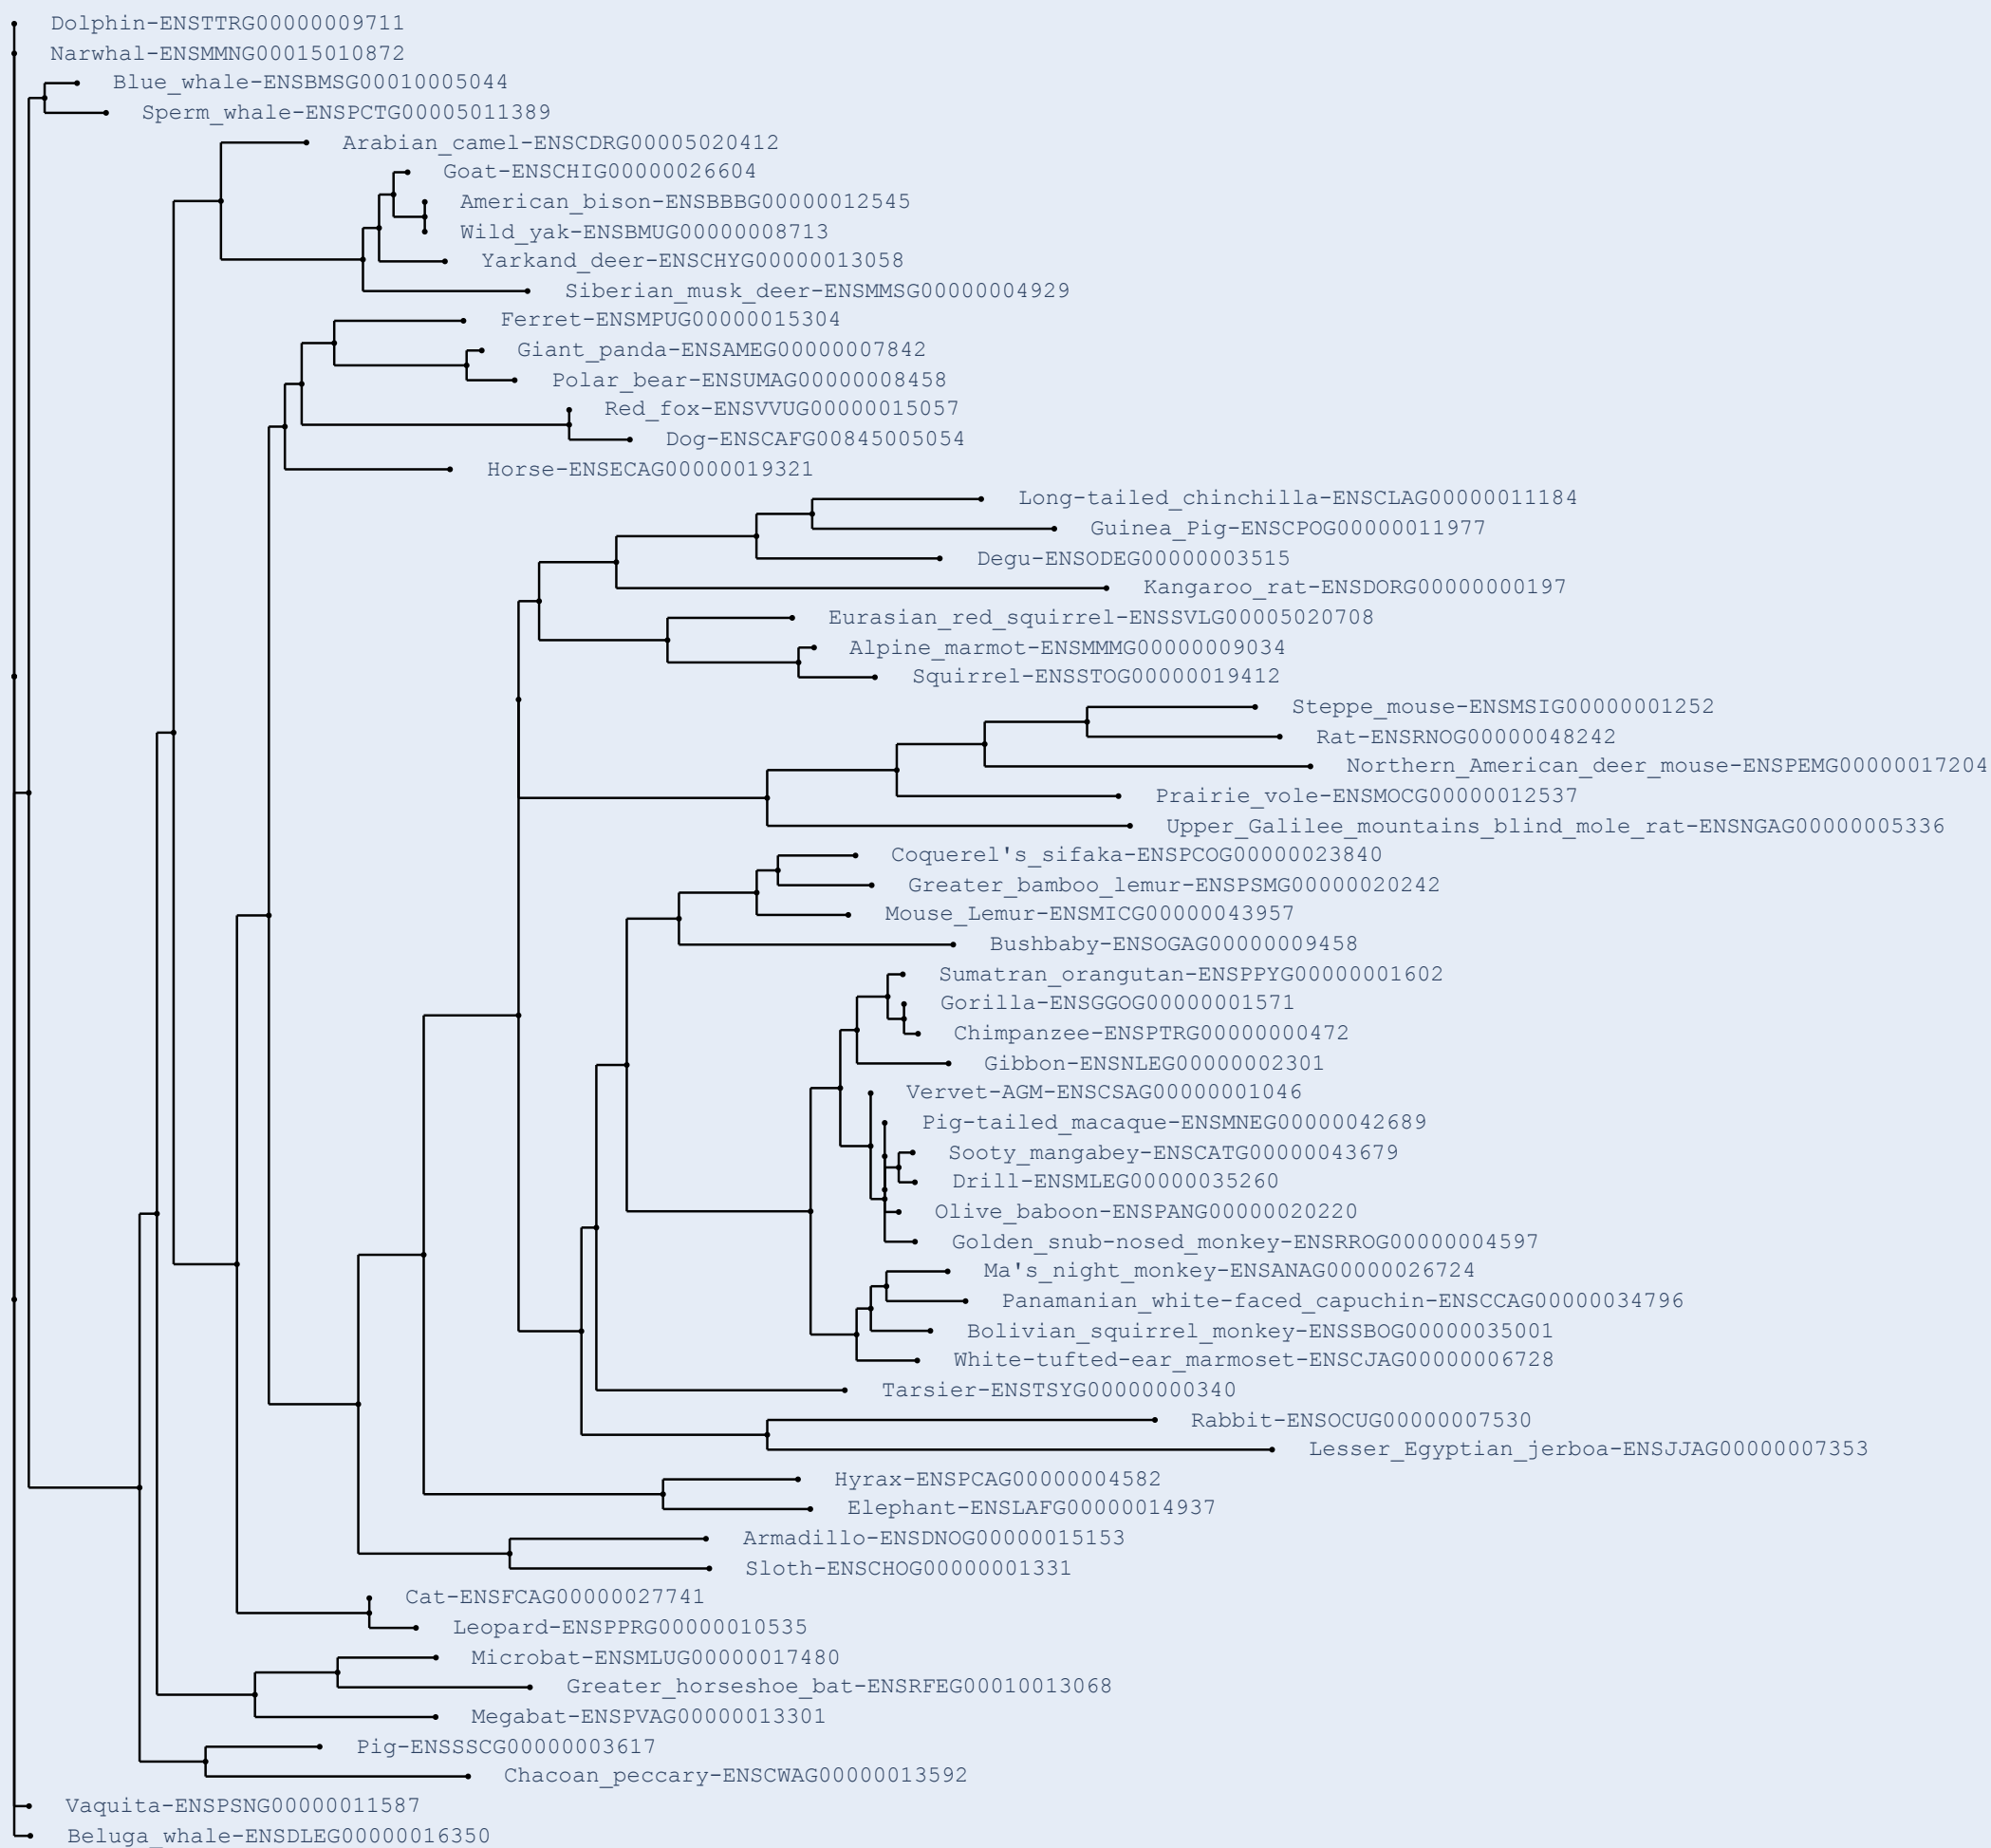 Dolphin-ENSTTRG00000009711
Narwhal-ENSMMNG00015010872
Blue_whale-ENSBMSG00010005044
Sperm_whale-ENSPCTG00005011389
Arabian_camel-ENSCDRG00005020412
Goat-ENSCHIG00000026604
American_bison-ENSBBBG00000012545
Wild_yak-ENSBMUG00000008713
Yarkand_deer-ENSCHYG00000013058
Siberian_musk_deer-ENSMMSG00000004929
Ferret-ENSMPUG00000015304
Giant_panda-ENSAMEG00000007842
Polar_bear-ENSUMAG00000008458
Red_fox-ENSVVUG00000015057
Dog-ENSCAFG00845005054
Horse-ENSECAG00000019321
Long-tailed_chinchilla-ENSCLAG00000011184
Guinea_Pig-ENSCPOG00000011977
Degu-ENSODEG00000003515
Kangaroo_rat-ENSDORG00000000197
Eurasian_red_squirrel-ENSSVLG00005020708
Alpine_marmot-ENSMMMG00000009034
Squirrel-ENSSTOG00000019412
Steppe_mouse-ENSMSIG00000001252
Rat-ENSRNOG00000048242
Northern_American_deer_mouse-ENSPEMG00000017204
Prairie_vole-ENSMOCG00000012537
Upper_Galilee_mountains_blind_mole_rat-ENSNGAG00000005336
Coquerel's_sifaka-ENSPCOG00000023840
Greater_bamboo_lemur-ENSPSMG00000020242
Mouse_Lemur-ENSMICG00000043957
Bushbaby-ENSOGAG00000009458
Sumatran_orangutan-ENSPPYG00000001602
Gorilla-ENSGGOG00000001571
Chimpanzee-ENSPTRG00000000472
Gibbon-ENSNLEG00000002301
Vervet-AGM-ENSCSAG00000001046
Pig-tailed_macaque-ENSMNEG00000042689
Sooty_mangabey-ENSCATG00000043679
Drill-ENSMLEG00000035260
Olive_baboon-ENSPANG00000020220
Golden_snub-nosed_monkey-ENSRROG00000004597
Ma's_night_monkey-ENSANAG00000026724
Panamanian_white-faced_capuchin-ENSCCAG00000034796
Bolivian_squirrel_monkey-ENSSBOG00000035001
White-tufted-ear_marmoset-ENSCJAG00000006728
Tarsier-ENSTSYG00000000340
Rabbit-ENSOCUG00000007530
Lesser_Egyptian_jerboa-ENSJJAG00000007353
Hyrax-ENSPCAG00000004582
Elephant-ENSLAFG00000014937
Armadillo-ENSDNOG00000015153
Sloth-ENSCHOG00000001331
Cat-ENSFCAG00000027741
Leopard-ENSPPRG00000010535
Microbat-ENSMLUG00000017480
Greater_horseshoe_bat-ENSRFEG00010013068
Megabat-ENSPVAG00000013301
Pig-ENSSSCG00000003617
Chacoan_peccary-ENSCWAG00000013592
Vaquita-ENSPSNG00000011587
Beluga_whale-ENSDLEG00000016350